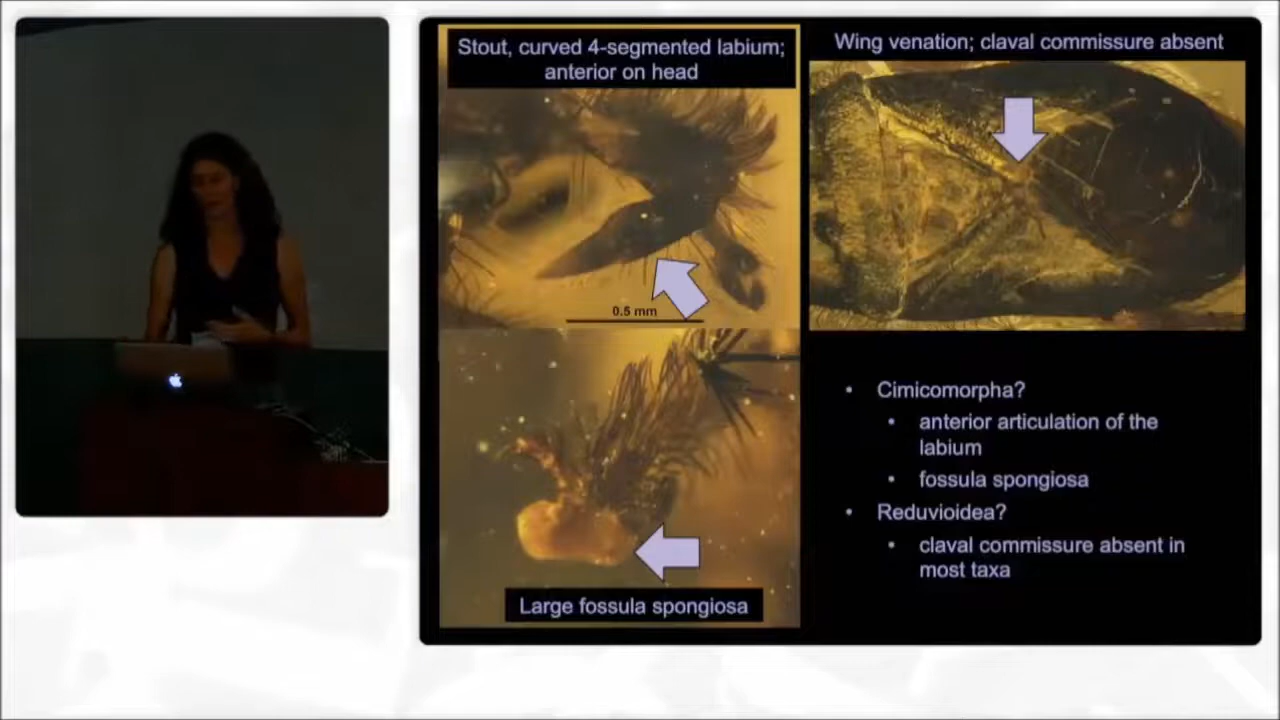 Stout, curved 4-segmented labium;
anterior on head
0.5 mm
Large fossula spongiosa
Wing venation; claval commissure absent
• Cimicomorpha?
• anterior articulation of the
labium
• fossula spongiosa
• Reduvioidea?
• claval commissure absent in
most taxa